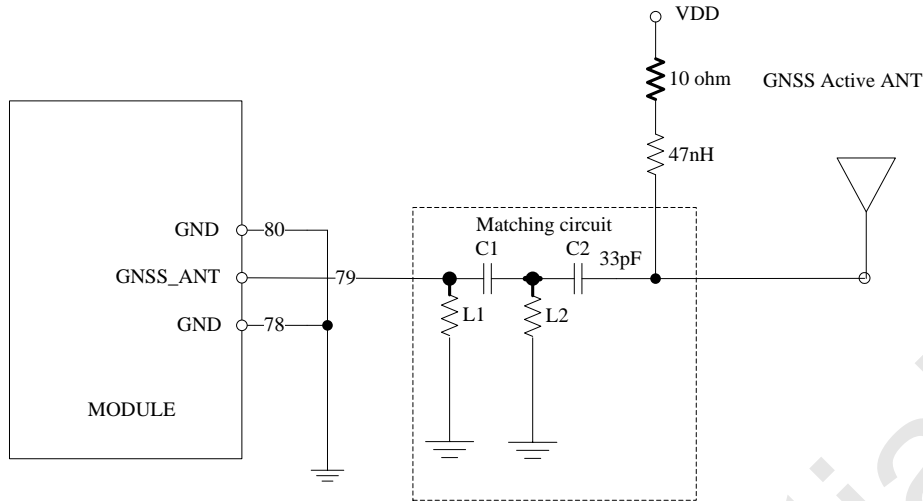 VDD
10 ohm
GNSS Active ANT
47nH
Matching circuit
GND
80
C1
C2
33pF
GNSS_ANT
79
L1
L2
GND
78
MODULE